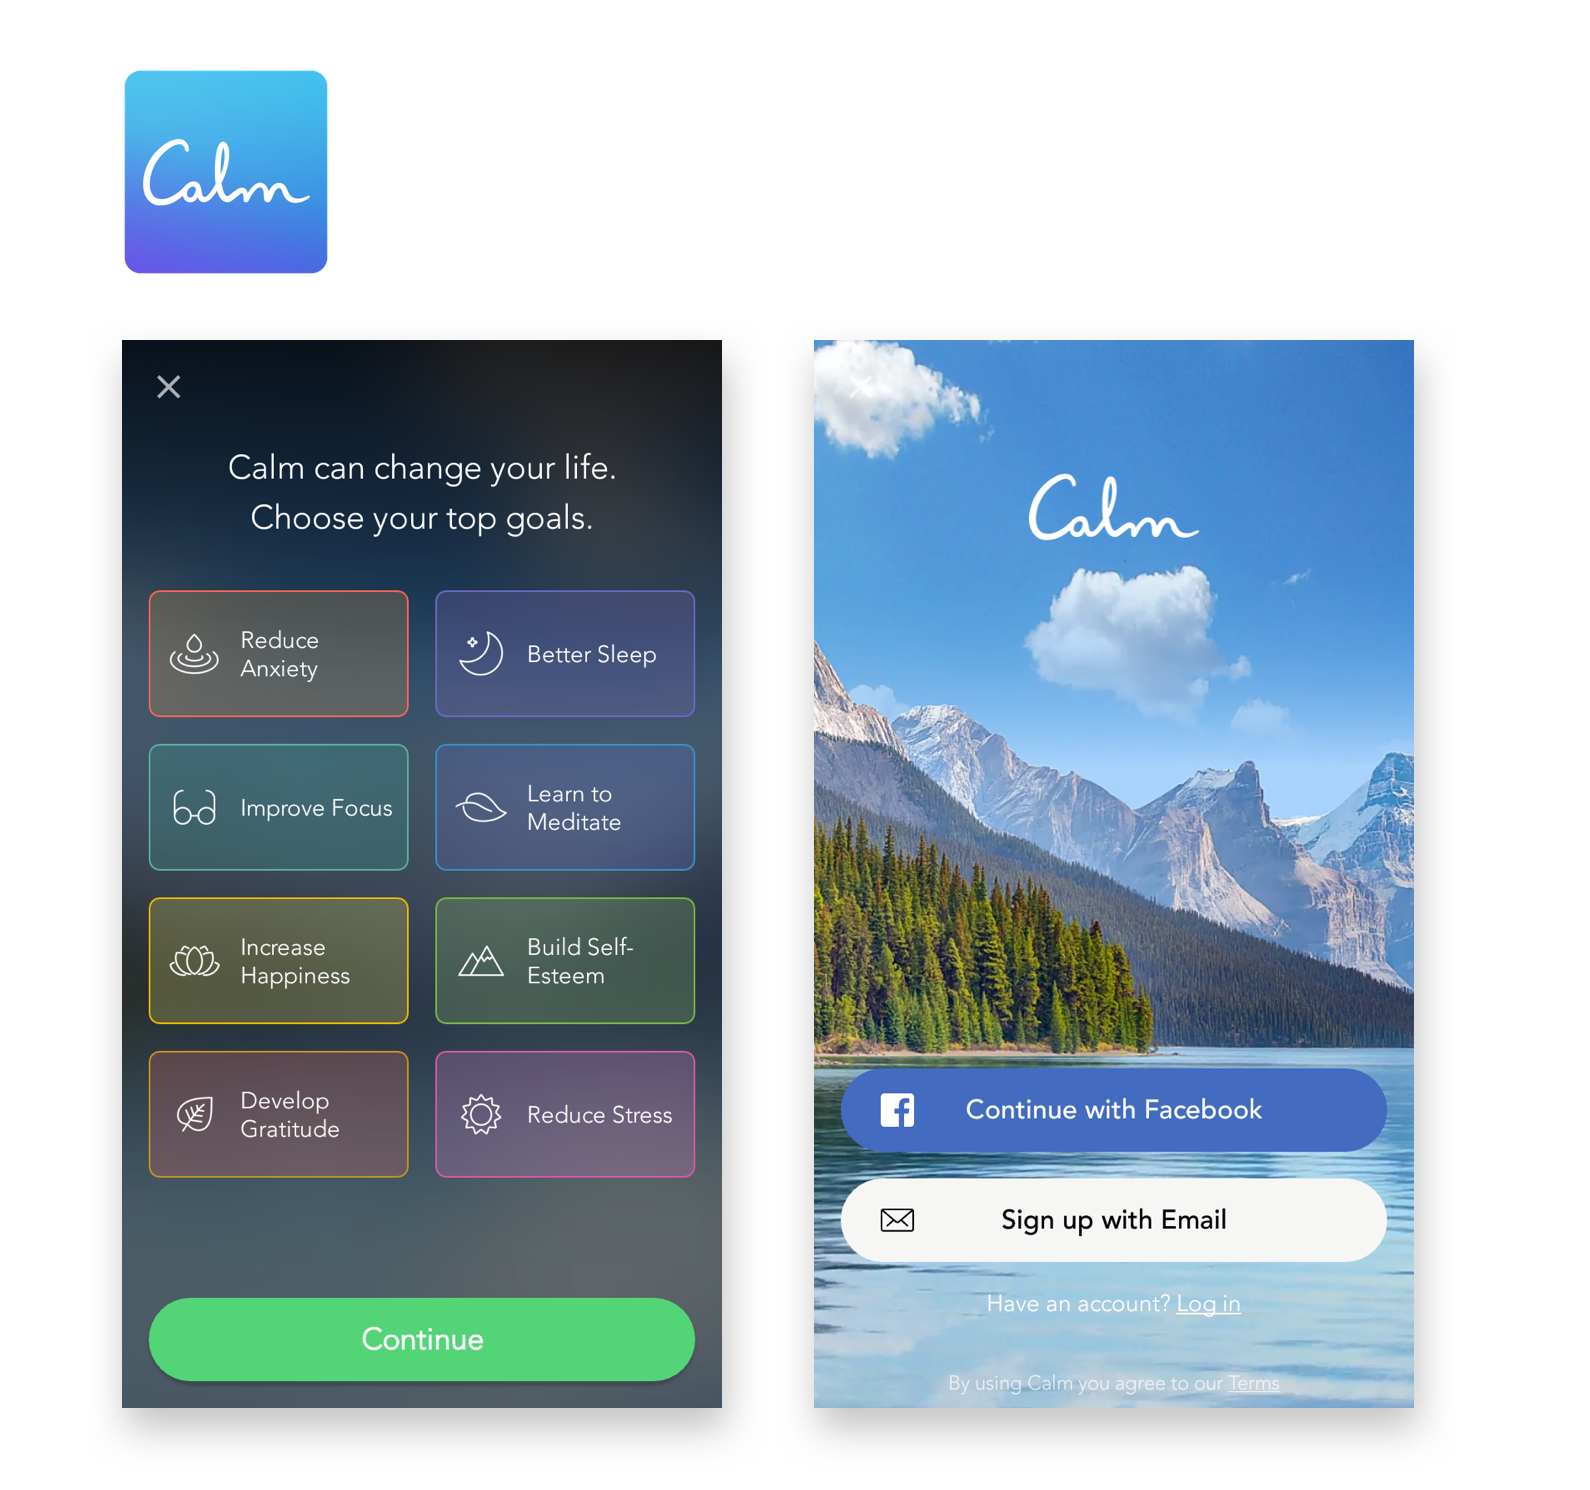 Calm
Calm can change your life.
Choose your top goals.
Reduce
Anxiety
Better Sleep
Improve Focus
Learn to
Meditate
Increase
Happiness
Build Self-
Esteem
Develop
Gratitude
Reduce Stress
Continue
Calm
Continue with Facebook
Sign up with Email
Have an account? Log in
By using Calm you agree to our Terms